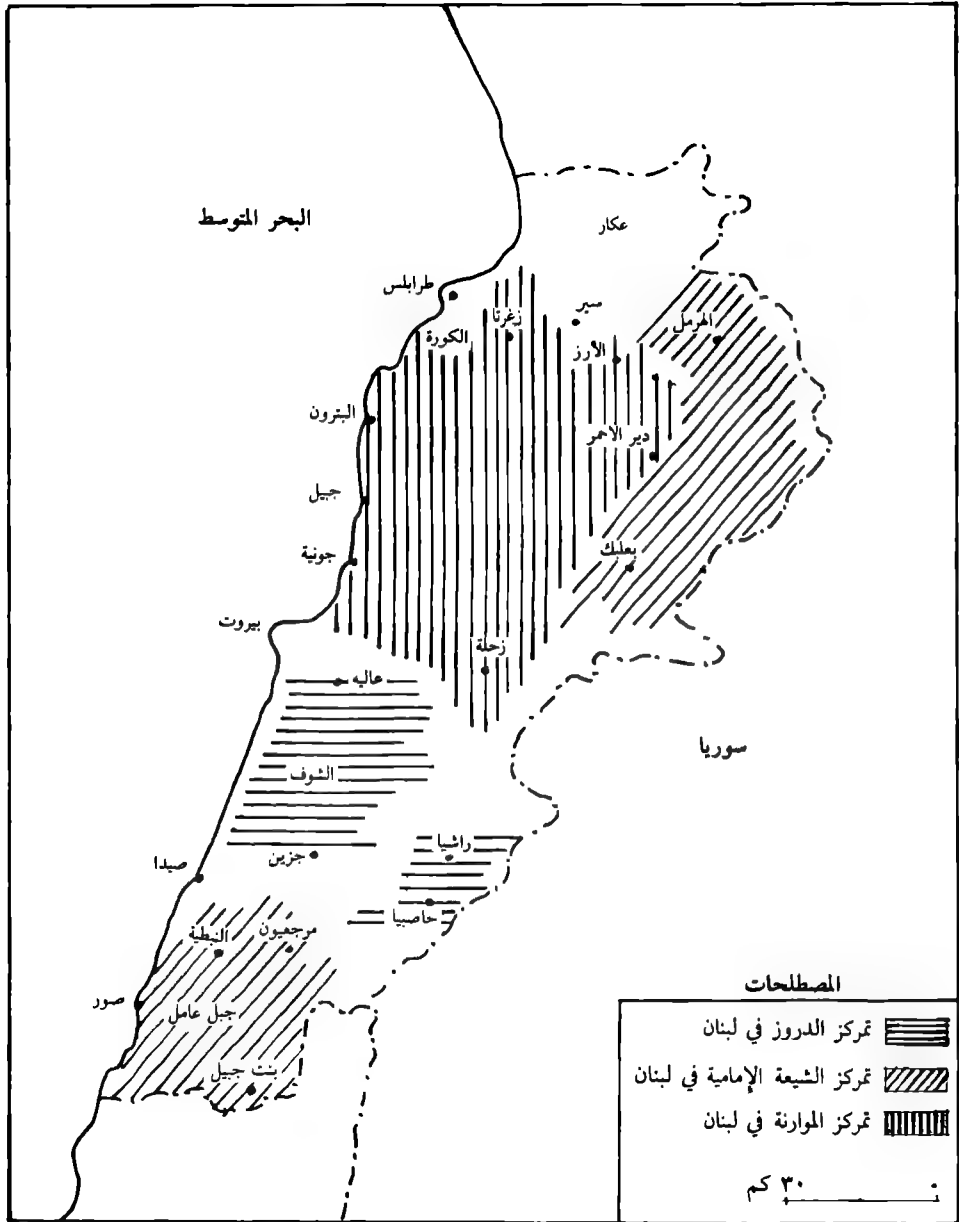 البحر المتوسط
عكار
طرابلس
سير
الهرمل
زغرتا
الكورة
الأرز
البترون
دير الاحمر
جبيل
جونية
بعلبك
بيروت
زحلة
عاليه
سوريا
الشوف
راشيا
جزين
صيدا
حاصبيا
مرجعيون
النبطية
صور
جبل عامل
بنت جبيل
المصطلحات
تمركز الدروز في لبنان
تمركز الشيعة الإمامية في لبنان
تمركز الموارنة في لبنان
٠ ٣٠ كم